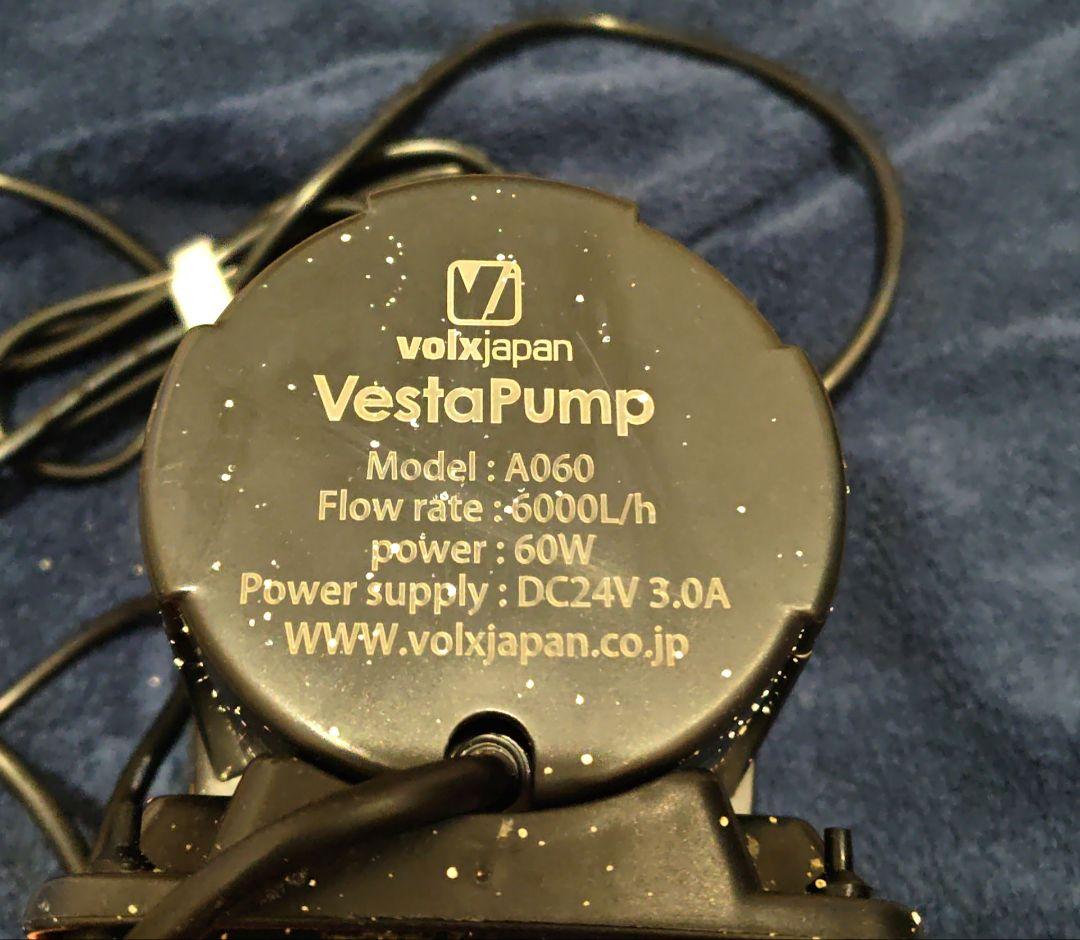 volxjapan
VestaPump
Model : A060
Flow rate : 6000L/h
power : 60W
Power supply : DC24V 3.0A
WWW.volxjapan.co.jp